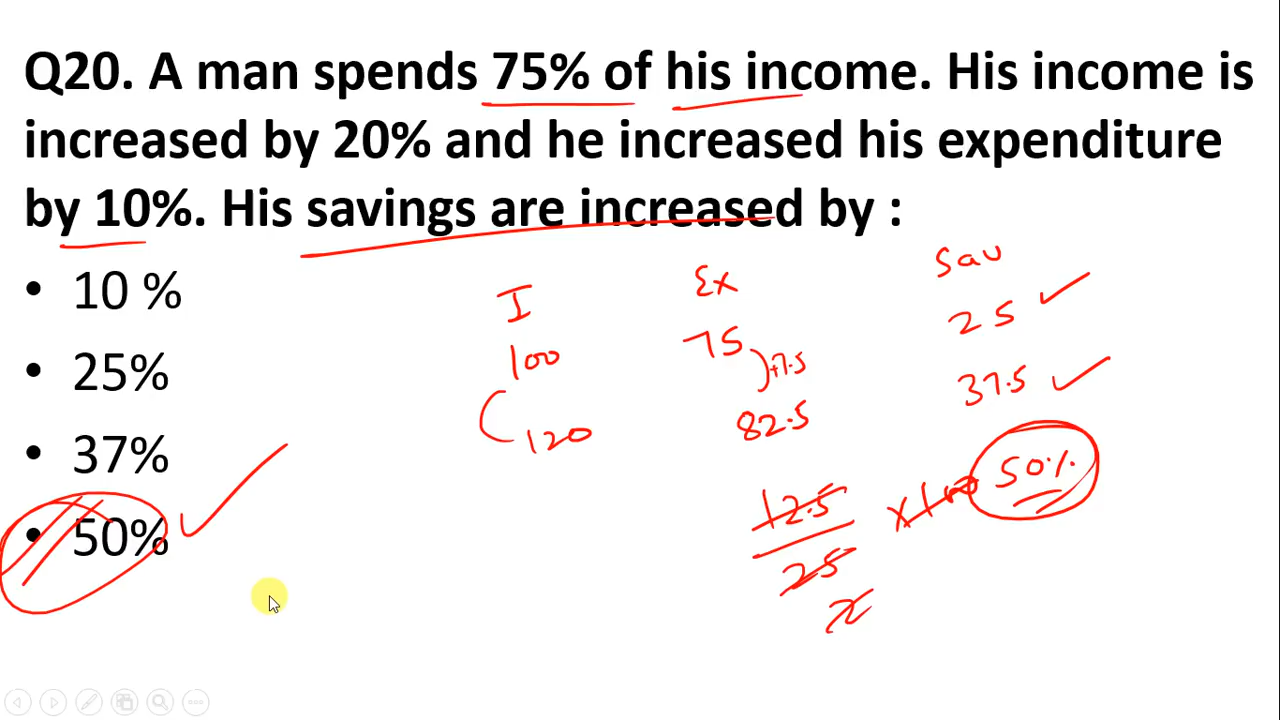 Q20. A man spends 75% of his income. His income is
increased by 20% and he increased his expenditure
by 10%. His savings are increased by :
• 10 %
• 25%
• 37%
• 50%
I Ex Sav
100 75 25
+7.5
120 82.5 37.5
12.5 x100 50%
25
2